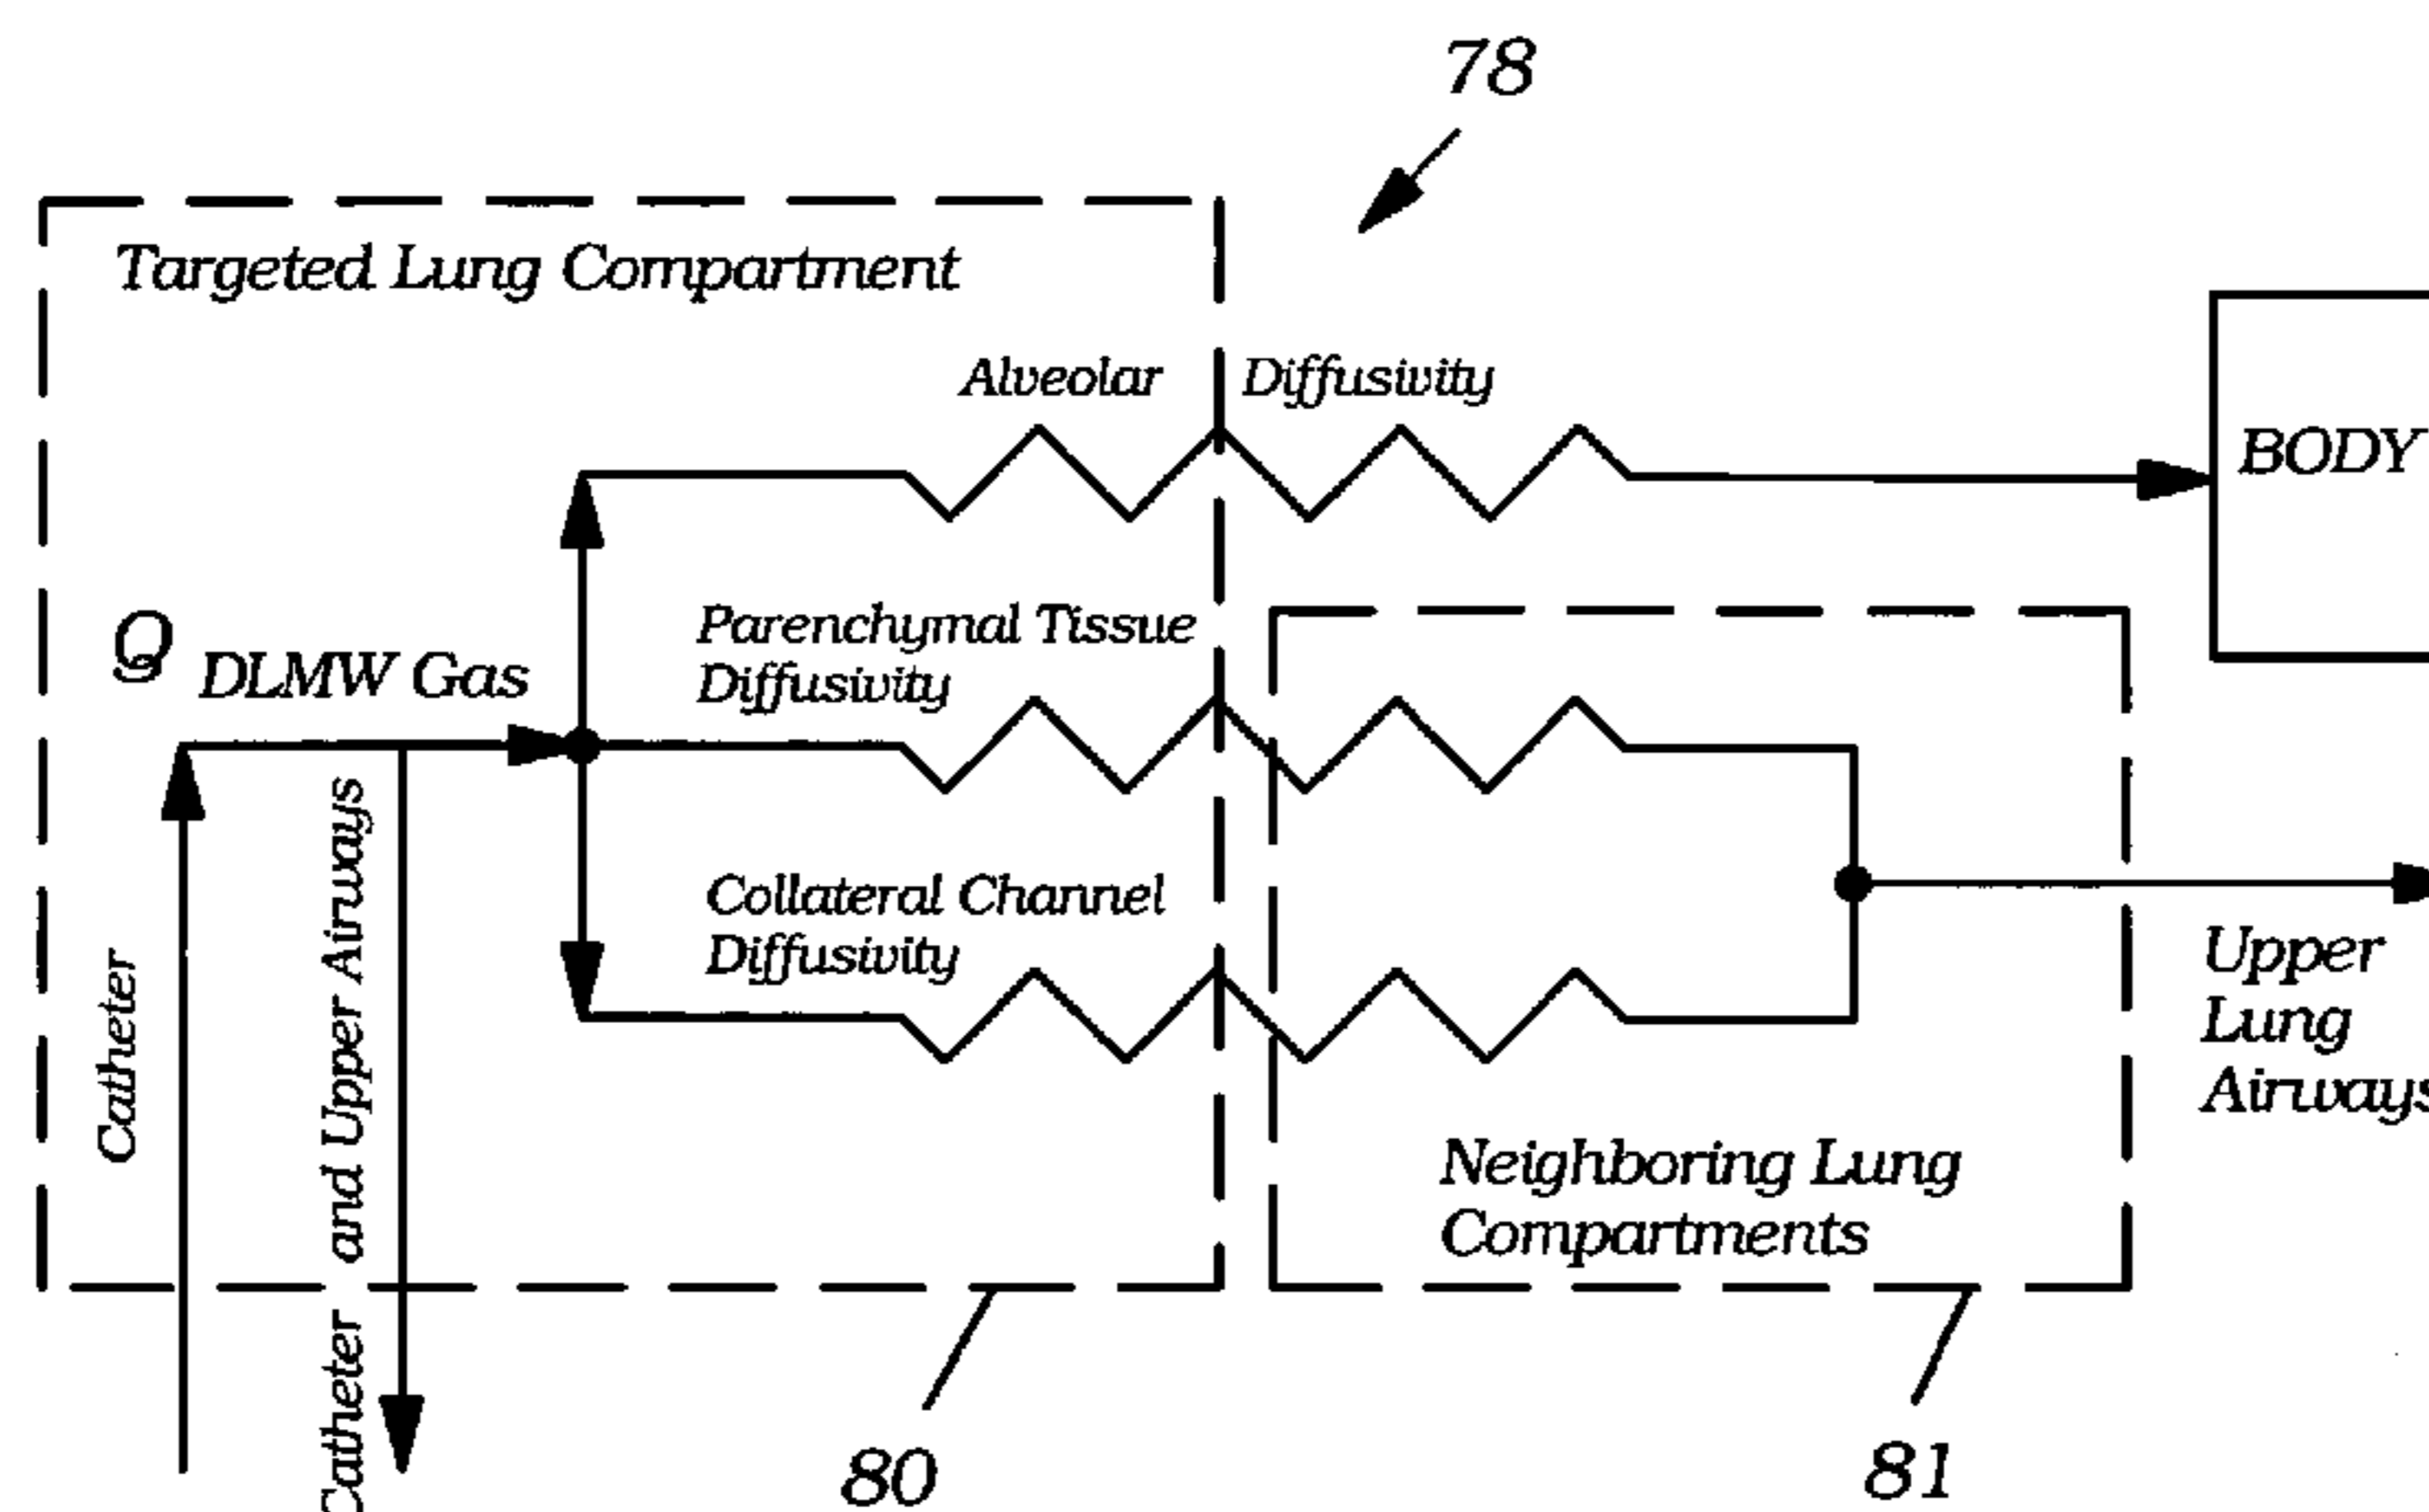 78
Targeted Lung Compartment
Alveolar Diffusivity
BODY
Parenchymal Tissue
Diffusivity
Q DLMW Gas
Collateral Channel
Diffusivity
Catheter
Catheter and Upper Airways
Upper
Lung
Airways
Neighboring Lung
Compartments
80
81